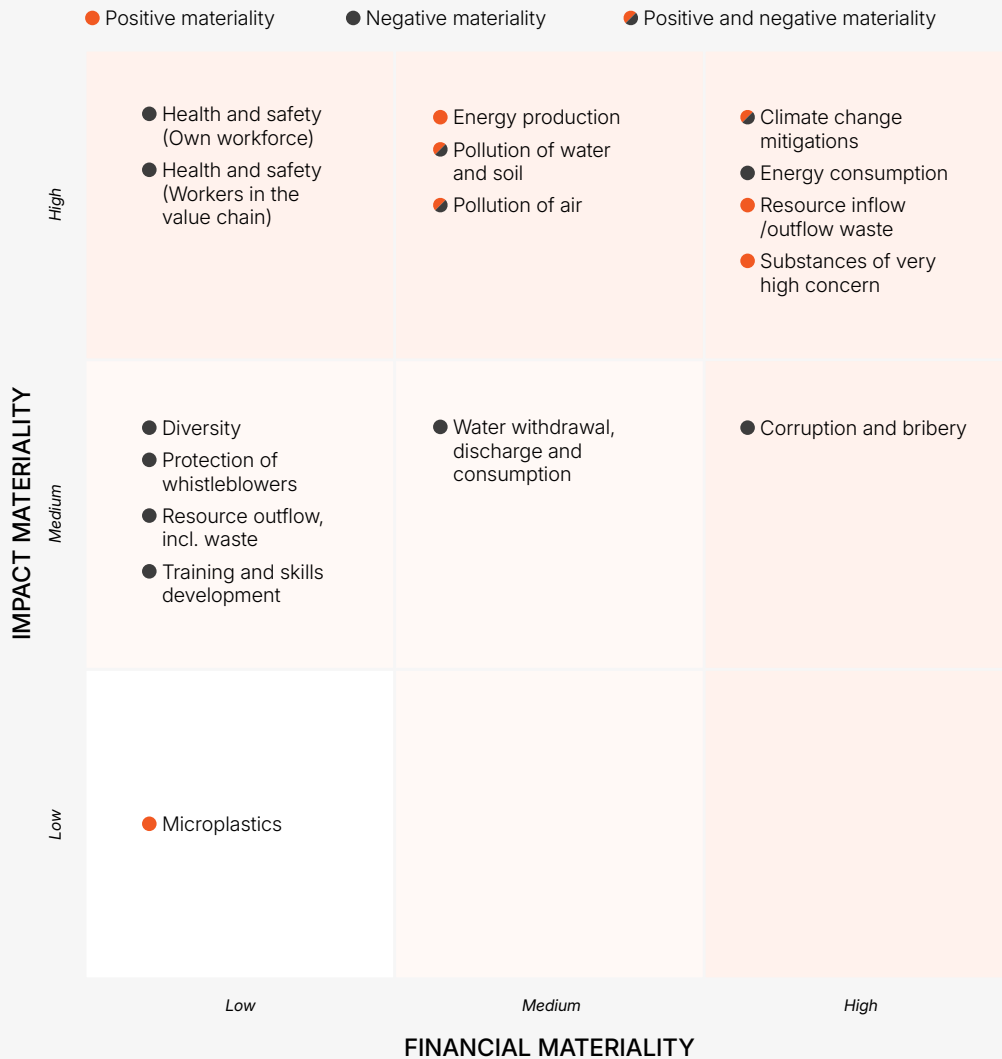 Positive materiality
Negative materiality
Positive and negative materiality
IMPACT MATERIALITY
High
Health and safety
(Own workforce)
Health and safety
(Workers in the
value chain)
Energy production
Pollution of water
and soil
Pollution of air
Climate change
mitigations
Energy consumption
Resource inflow
/outflow waste
Substances of very
high concern
Medium
Diversity
Protection of
whistleblowers
Resource outflow,
incl. waste
Training and skills
development
Water withdrawal,
discharge and
consumption
Corruption and bribery
Low
Microplastics
Low
Medium
High
FINANCIAL MATERIALITY